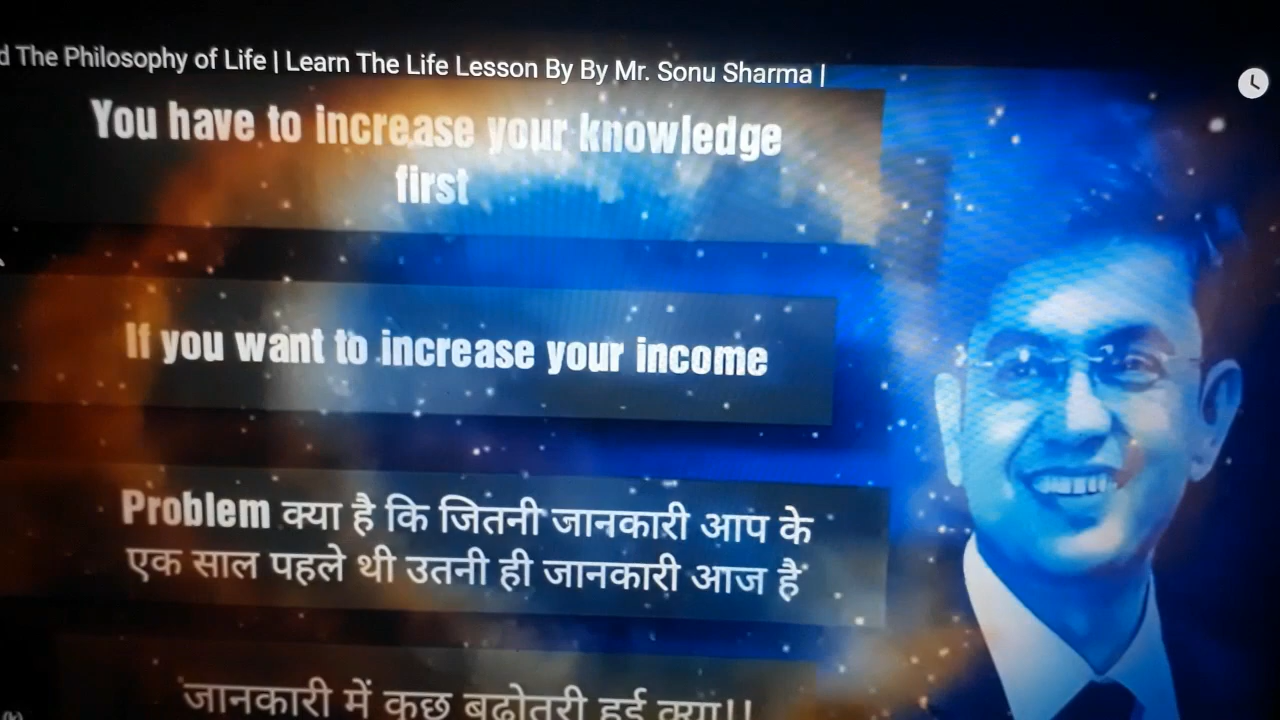 d The Philosophy of Life | Learn The Life Lesson By By Mr. Sonu Sharma |
You have to increase your knowledge
first
If you want to increase your income
Problem क्या है कि जितनी जानकारी आप के
एक साल पहले थी उतनी ही जानकारी आज है
जानकारी में कुछ बढ़ोतरी हुई क्या!!